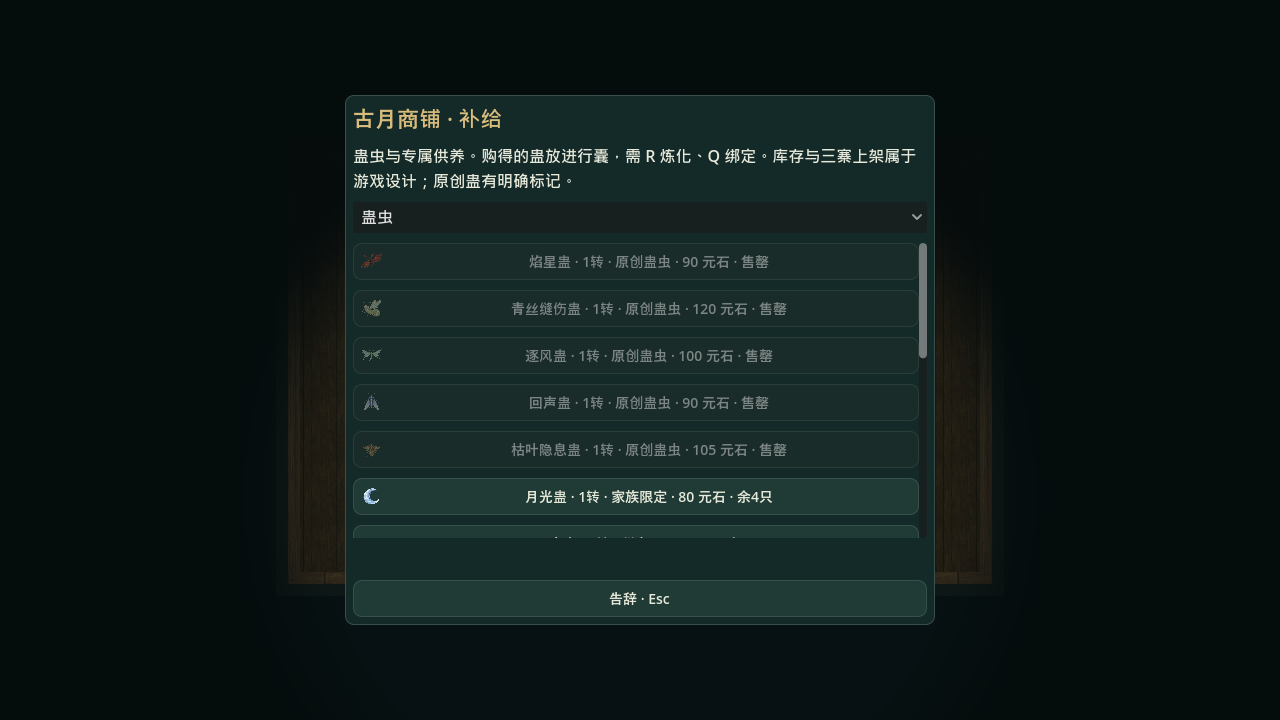 古月商铺 · 补给
蛊虫与专属供养。购得的蛊放进行囊 · 需 R 炼化、Q 绑定。库存与三寨上架属于
游戏设计；原创蛊有明确标记。
蛊虫
焰星蛊 · 1转 · 原创蛊虫 · 90 元石 · 售罄
青丝缝伤蛊 · 1转 · 原创蛊虫 · 120 元石 · 售罄
逐风蛊 · 1转 · 原创蛊虫 · 100 元石 · 售罄
回声蛊 · 1转 · 原创蛊虫 · 90 元石 · 售罄
枯叶隐息蛊 · 1转 · 原创蛊虫 · 105 元石 · 售罄
月光蛊 · 1转 · 家族限定 · 80 元石 · 余4只
告辞 · Esc